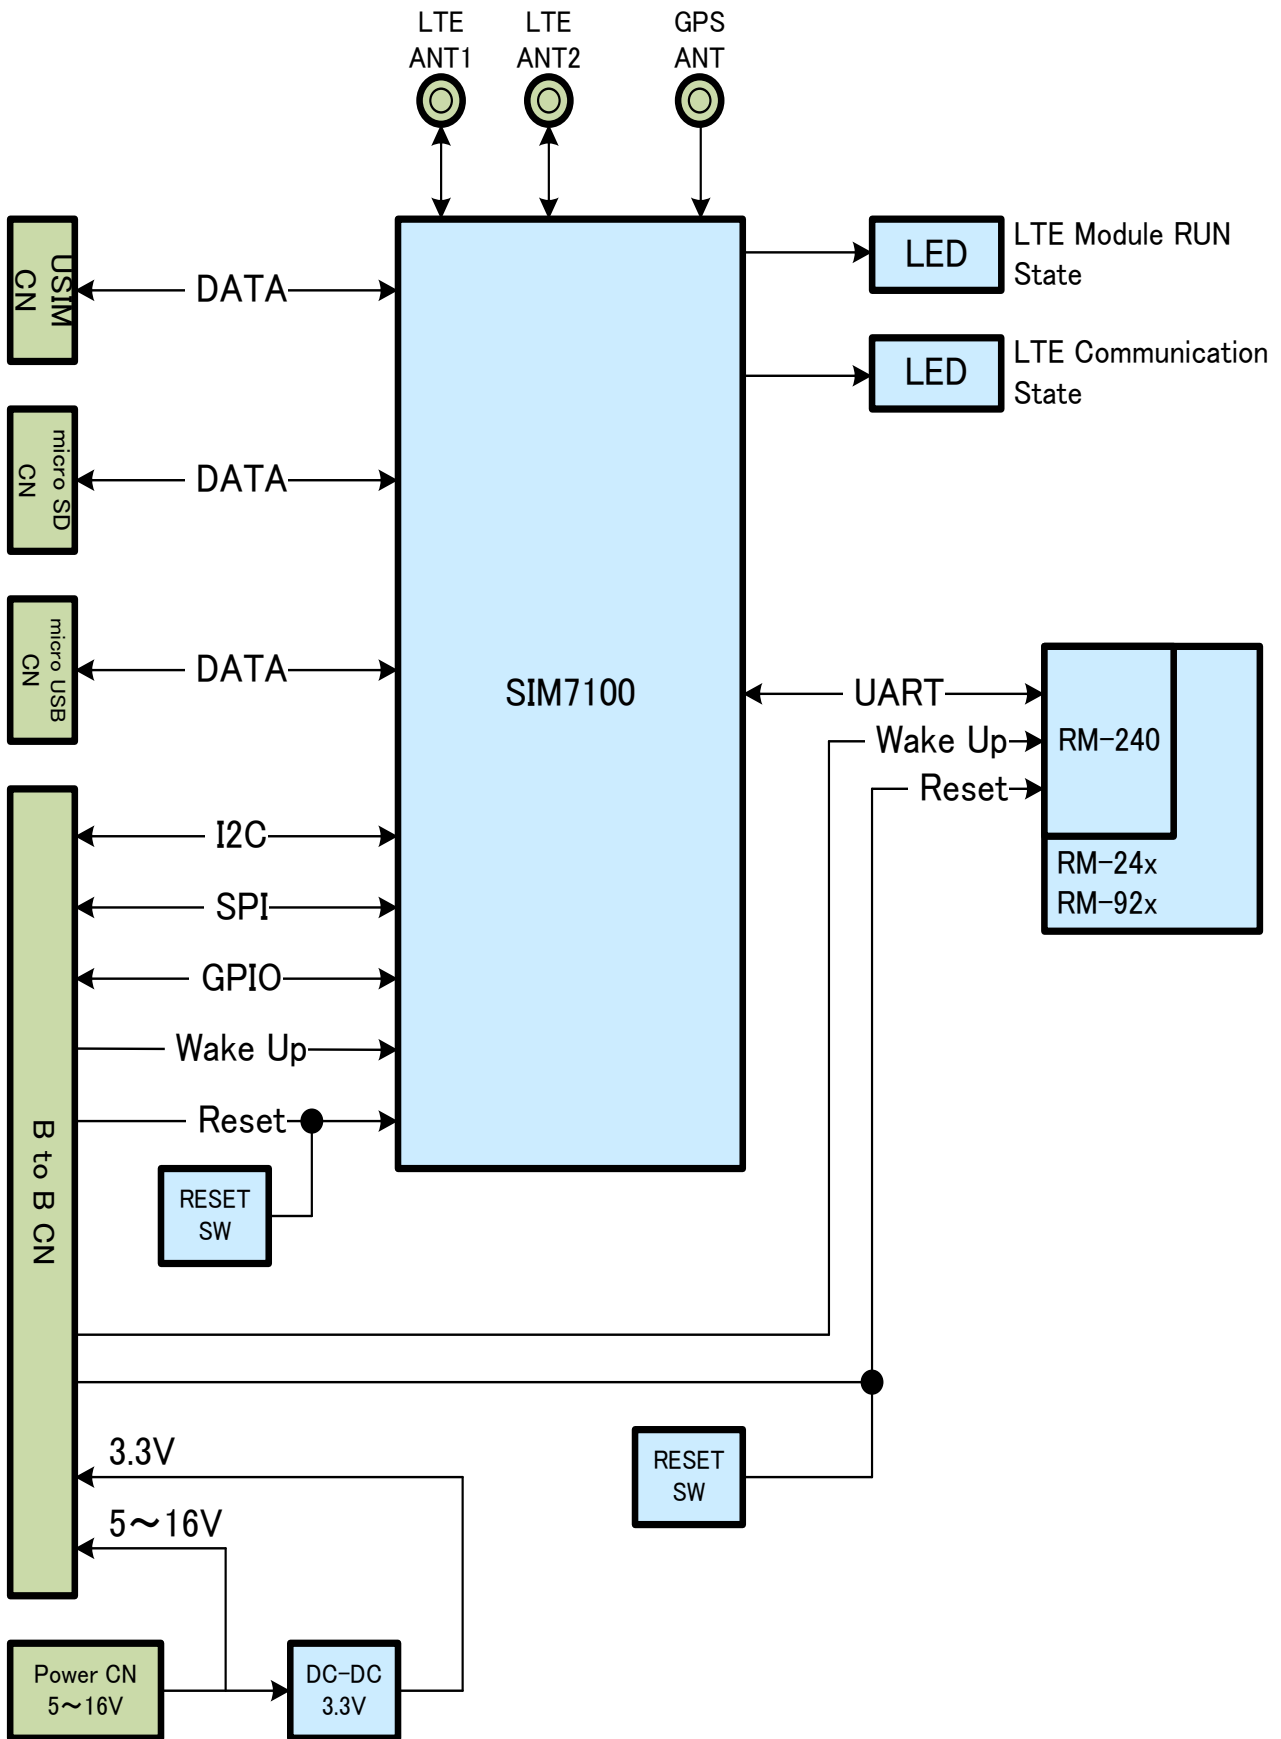 LTE
ANT1
LTE
ANT2
GPS
ANT
USIM
CN
DATA
LED
LTE Module RUN
State
LED
LTE Communication
State
micro SD
CN
DATA
micro USB
CN
DATA
SIM7100
UART
Wake Up
Reset
RM-240
RM-24x
RM-92x
B to B CN
I2C
SPI
GPIO
Wake Up
Reset
RESET
SW
3.3V
5～16V
RESET
SW
Power CN
5～16V
DC-DC
3.3V